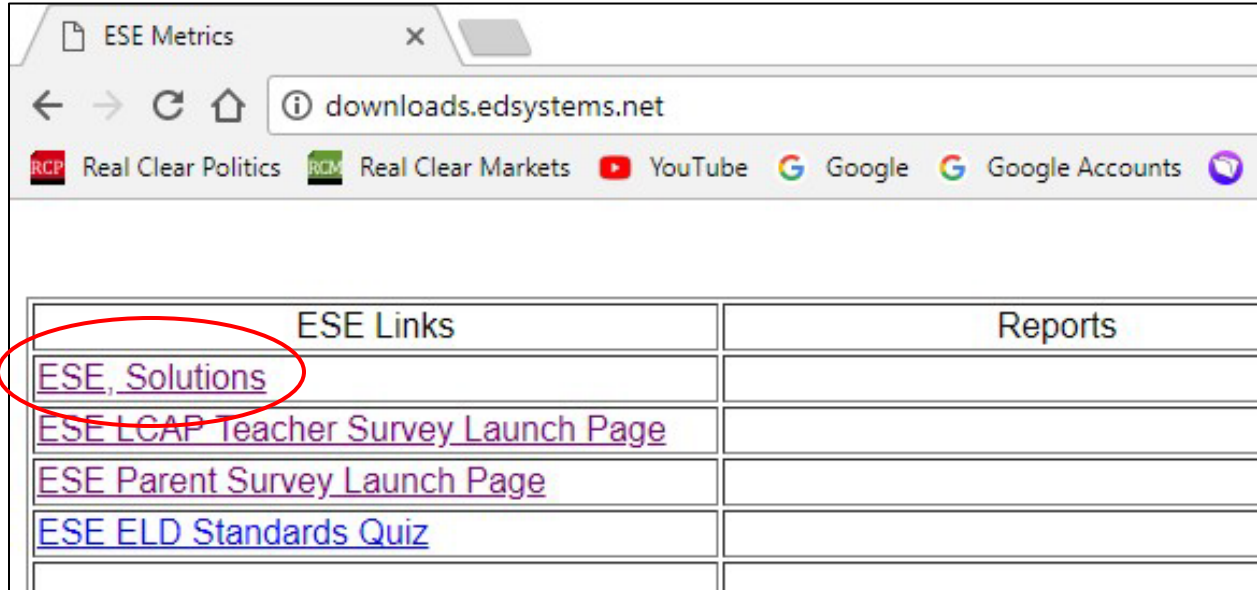 ESE Metrics
downloads.edsystems.net
RCP Real Clear Politics RCM Real Clear Markets YouTube G Google G Google Accounts
ESE Links Reports
ESE, Solutions
ESE LCAP Teacher Survey Launch Page
ESE Parent Survey Launch Page
ESE ELD Standards Quiz